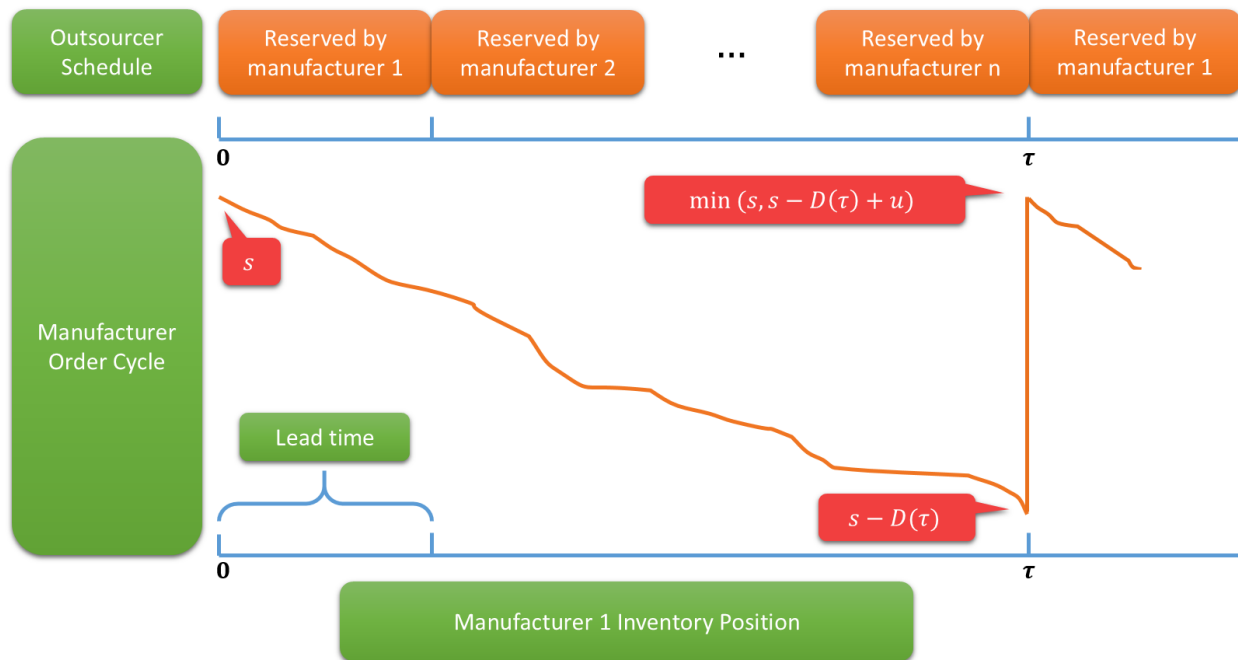 Outsourcer
Schedule
Reserved by
manufacturer 1
Reserved by
manufacturer 2
...
Reserved by
manufacturer n
Reserved by
manufacturer 1
0
τ
min (s, s − D(τ) + u)
s
Manufacturer
Order Cycle
Lead time
s − D(τ)
0
τ
Manufacturer 1 Inventory Position